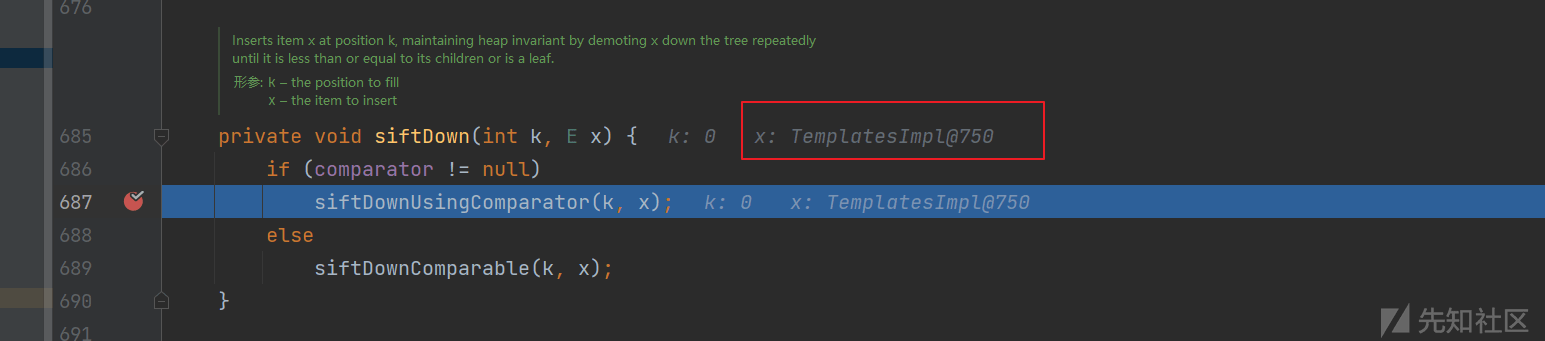 676
Inserts item x at position k, maintaining heap invariant by demoting x down the tree repeatedly
until it is less than or equal to its children or is a leaf.
形参: k – the position to fill
x – the item to insert
685 private void siftDown(int k, E x) { k: 0 x: TemplatesImpl@750
686 if (comparator != null)
687 siftDownUsingComparator(k, x); k: 0 x: TemplatesImpl@750
688 else
689 siftDownComparable(k, x);
690 }
691
先知社区